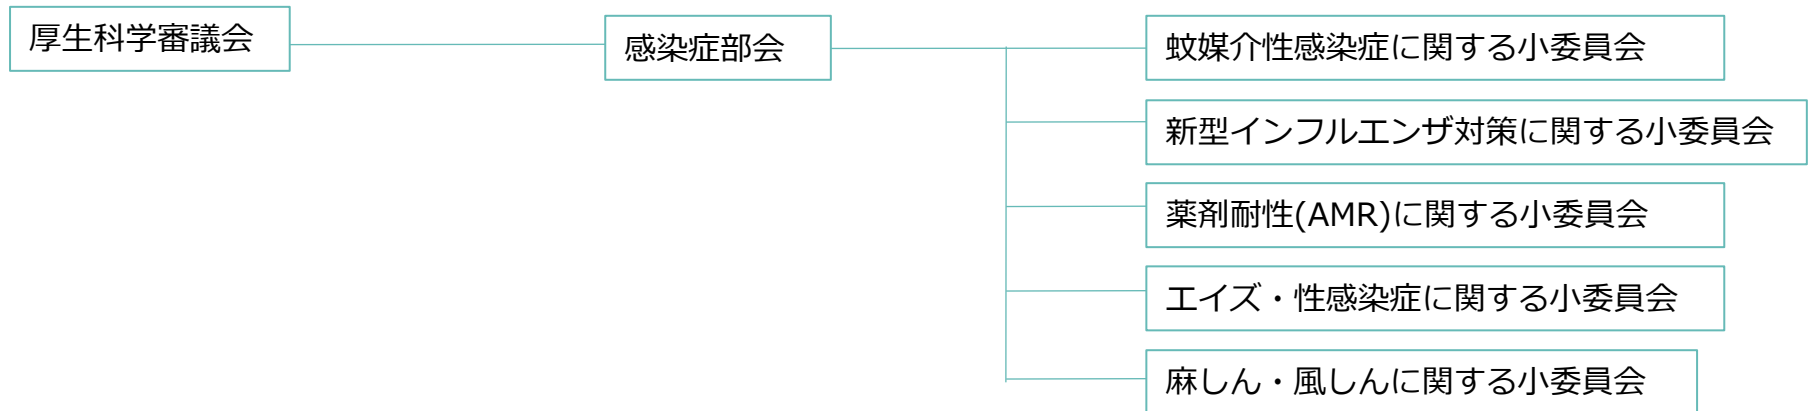 厚生科学審議会
感染症部会
蚊媒介性感染症に関する小委員会
新型インフルエンザ対策に関する小委員会
薬剤耐性(AMR)に関する小委員会
エイズ・性感染症に関する小委員会
麻しん・風しんに関する小委員会